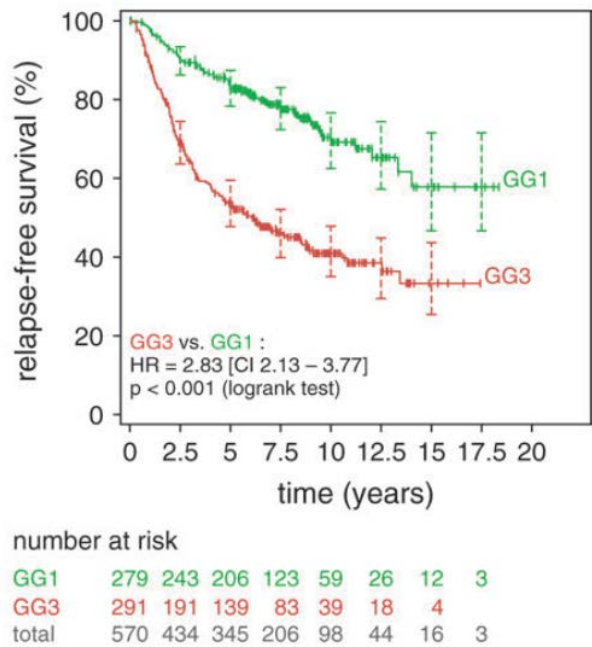 relapse-free survival (%)
100
80
60
40
20
0
GG1
GG3
GG3 vs. GG1 :
HR = 2.83 [CI 2.13 – 3.77]
p < 0.001 (logrank test)
0 2.5 5 7.5 10 12.5 15 17.5 20
time (years)
number at risk
GG1 279 243 206 123 59 26 12 3
GG3 291 191 139 83 39 18 4
total 570 434 345 206 98 44 16 3